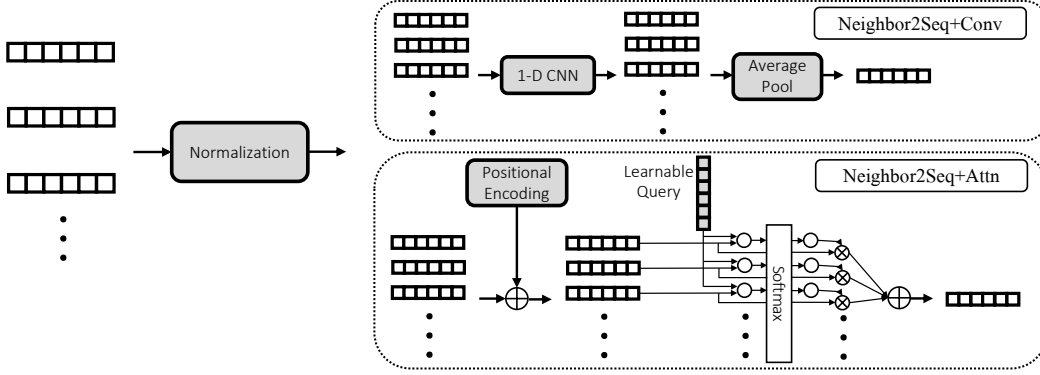 Neighbor2Seq+Conv
1-D CNN
Average
Pool
Normalization
Positional
Encoding
Learnable
Query
Neighbor2Seq+Attn
Softmax